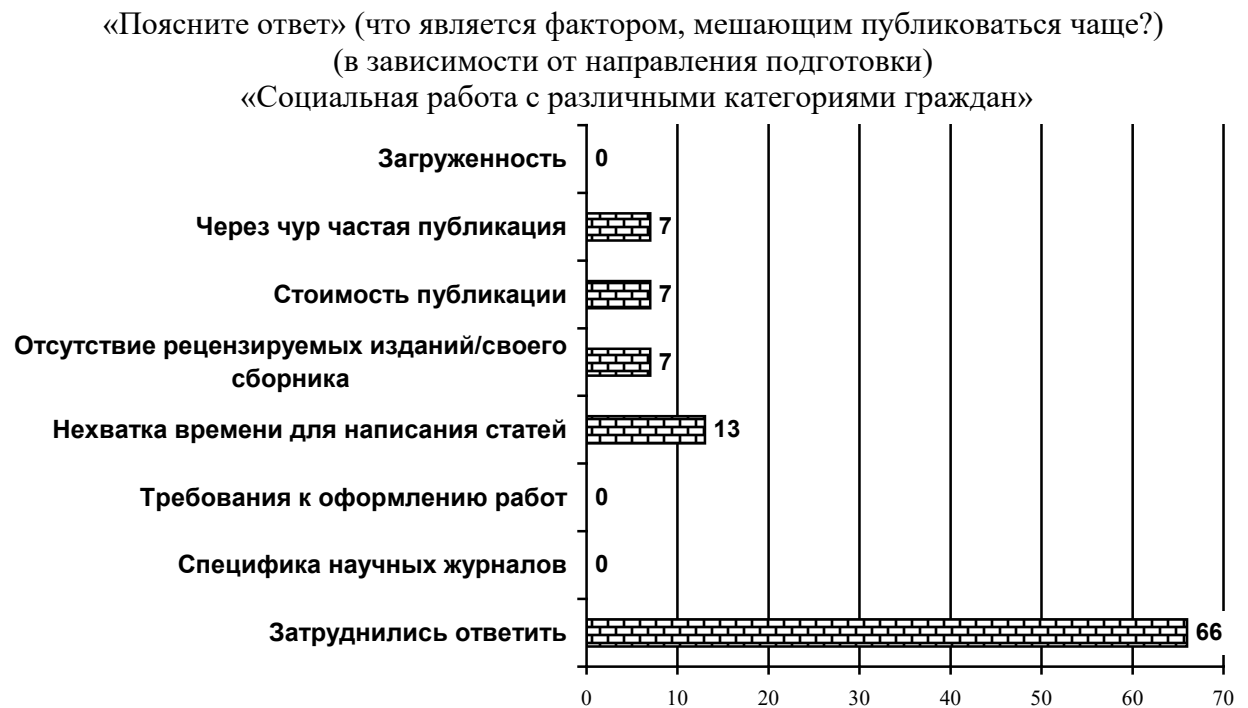 «Поясните ответ» (что является фактором, мешающим публиковаться чаще?)
(в зависимости от направления подготовки)
«Социальная работа с различными категориями граждан»
Загруженность 0
Через чур частая публикация 7
Стоимость публикации 7
Отсутствие рецензируемых изданий/своего
сборника 7
Нехватка времени для написания статей 13
Требования к оформлению работ 0
Специфика научных журналов 0
Затруднились ответить 66
0 10 20 30 40 50 60 70